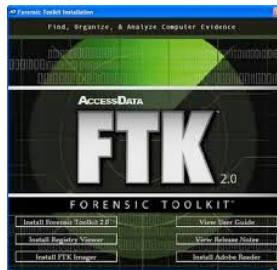 Forensic Toolkit Installation
Find, Organize, & Analyze Computer Evidence
ACCESSDATA
FTK 2.0
FORENSIC TOOLKIT
Install Forensic Toolkit 2.0 View User Guide
Install Registry Viewer View Release Notes
Install FTK Imager Install Adobe Reader